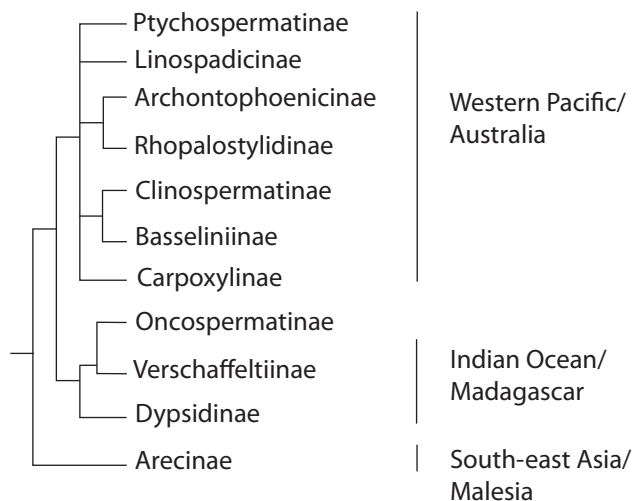 Ptychospermatinae
Linospadicinae
Archontophoenicinae
Rhopalostylidinae
Clinospermatinae
Basseliniinae
Carpoxylinae
Oncospermatinae
Verschaffeltiinae
Dypsidinae
Arecinae
Western Pacific/
Australia
Indian Ocean/
Madagascar
South-east Asia/
Malesia